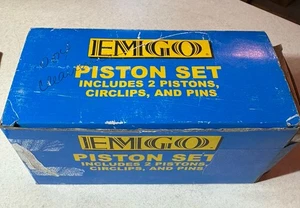 EMGO
PISTON SET
INCLUDES 2 PISTONS,
CIRCLIPS, AND PINS
EMGO
PISTON SET
INCLUDES 2 PISTONS,
CIRCLIPS, AND PINS